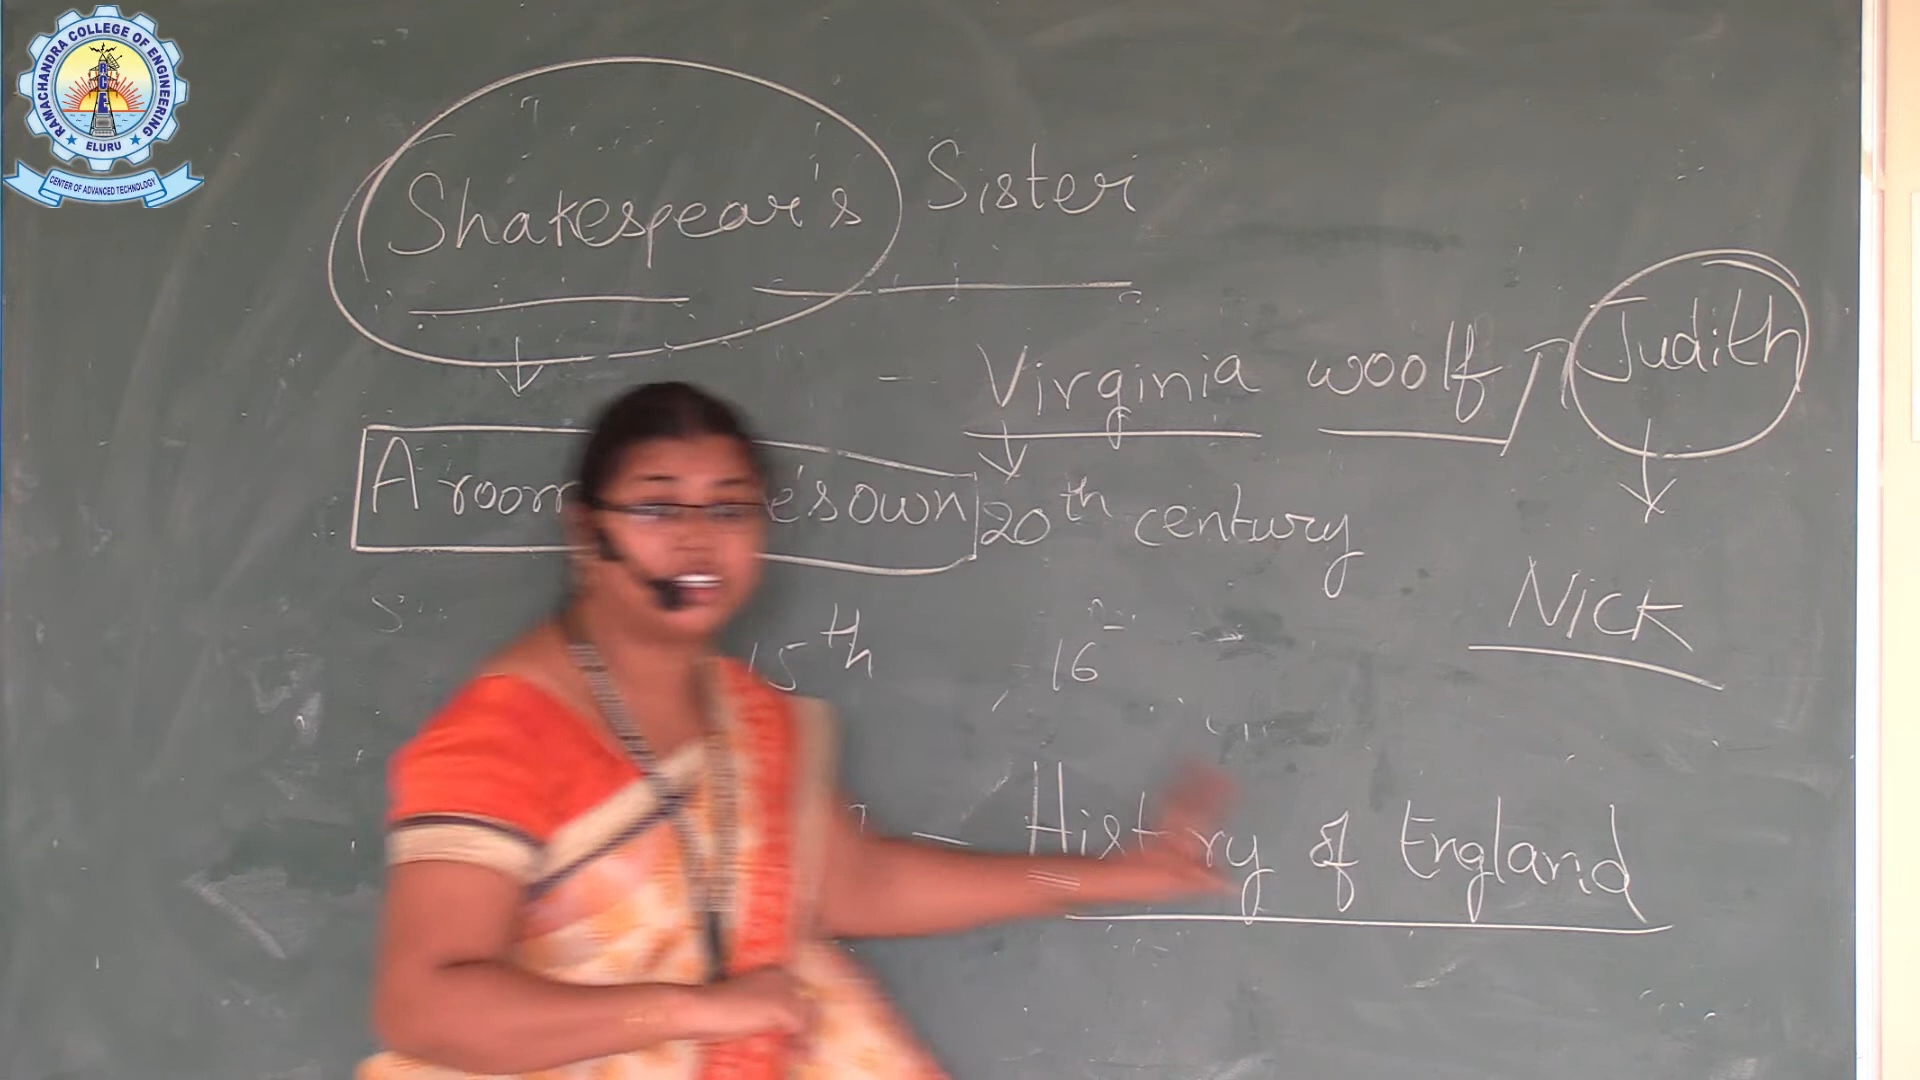 RAMACHANDRA COLLEGE OF ENGINEERING
RCE
ELURU
CENTER OF ADVANCED TECHNOLOGY
Shakespear's Sister
- Virginia woolf
Judith
A room e's own
20th century
Nick
15th 16
- History of England